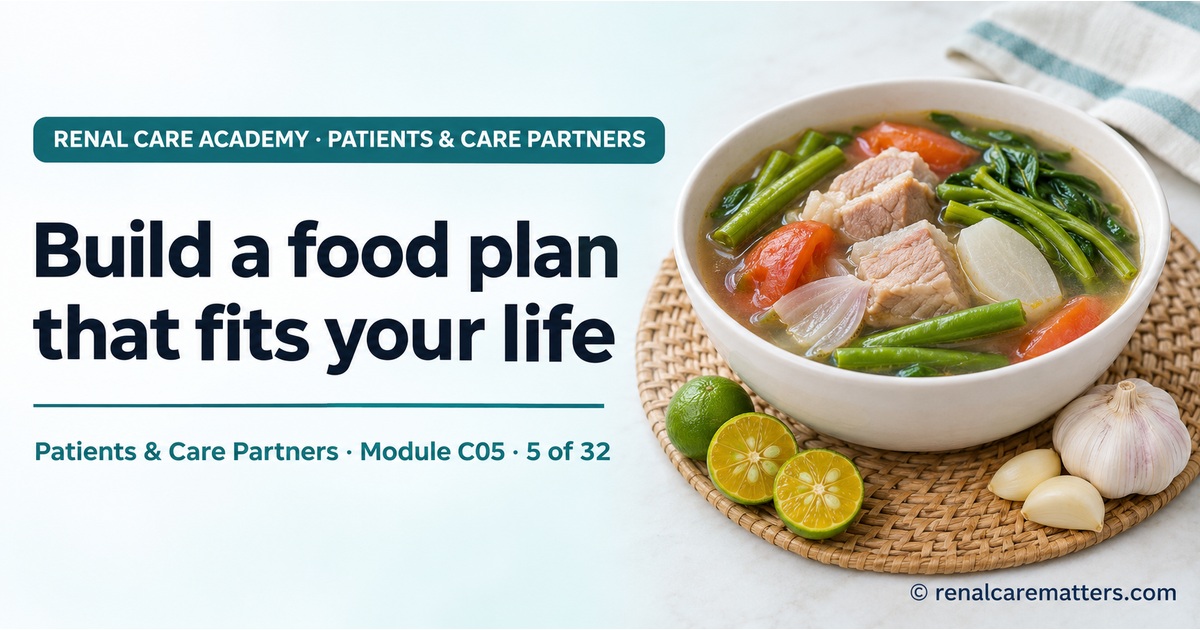 RENAL CARE ACADEMY · PATIENTS & CARE PARTNERS
Build a food plan
that fits your life
Patients & Care Partners · Module C05 · 5 of 32
© renalcarematters.com